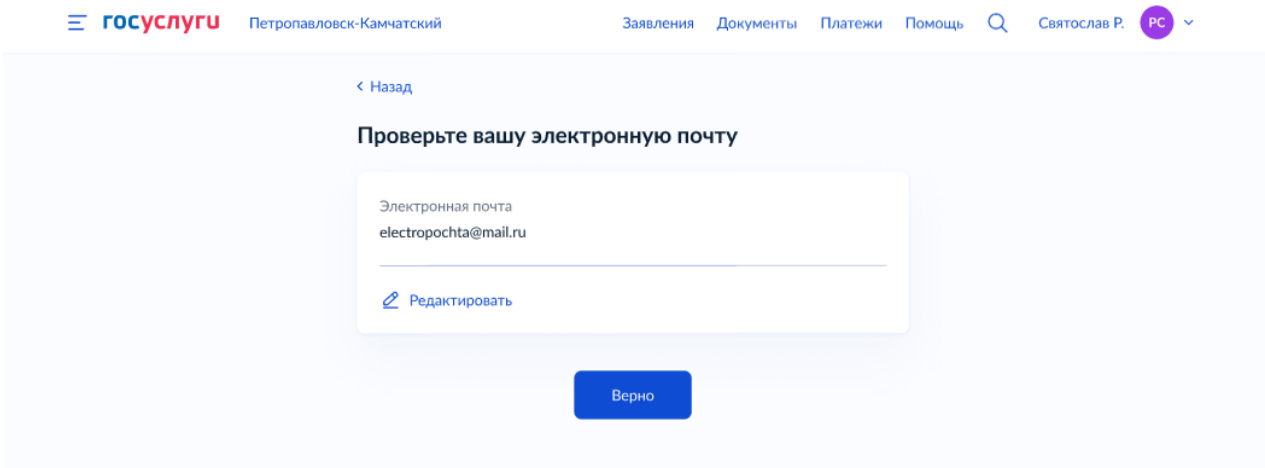 госуслуги Петропавловск-Камчатский Заявления Документы Платежи Помощь Святослав Р. РС
Назад
Проверьте вашу электронную почту
Электронная почта
electropochta@mail.ru
Редактировать
Верно